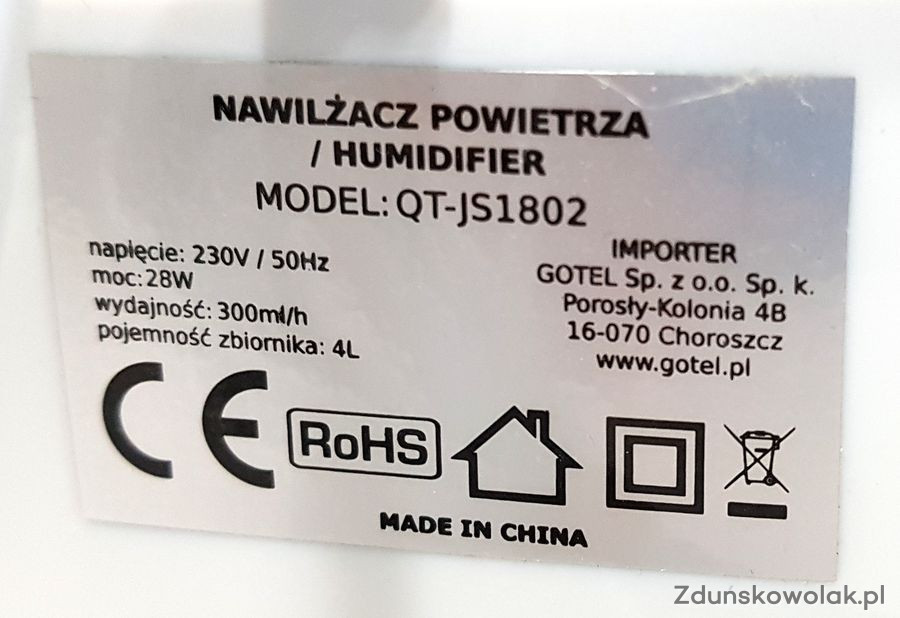 NAWILŻACZ POWIETRZA
/ HUMIDIFIER
MODEL: QT-JS1802
napięcie: 230V / 50Hz
moc: 28W
wydajność: 300ml/h
pojemność zbiornika: 4L
IMPORTER
GOTEL Sp. z o.o. Sp. k.
Porosły-Kolonia 4B
16-070 Choroszcz
www.gotel.pl
CE
RoHS
MADE IN CHINA
Zduńskowolak.pl